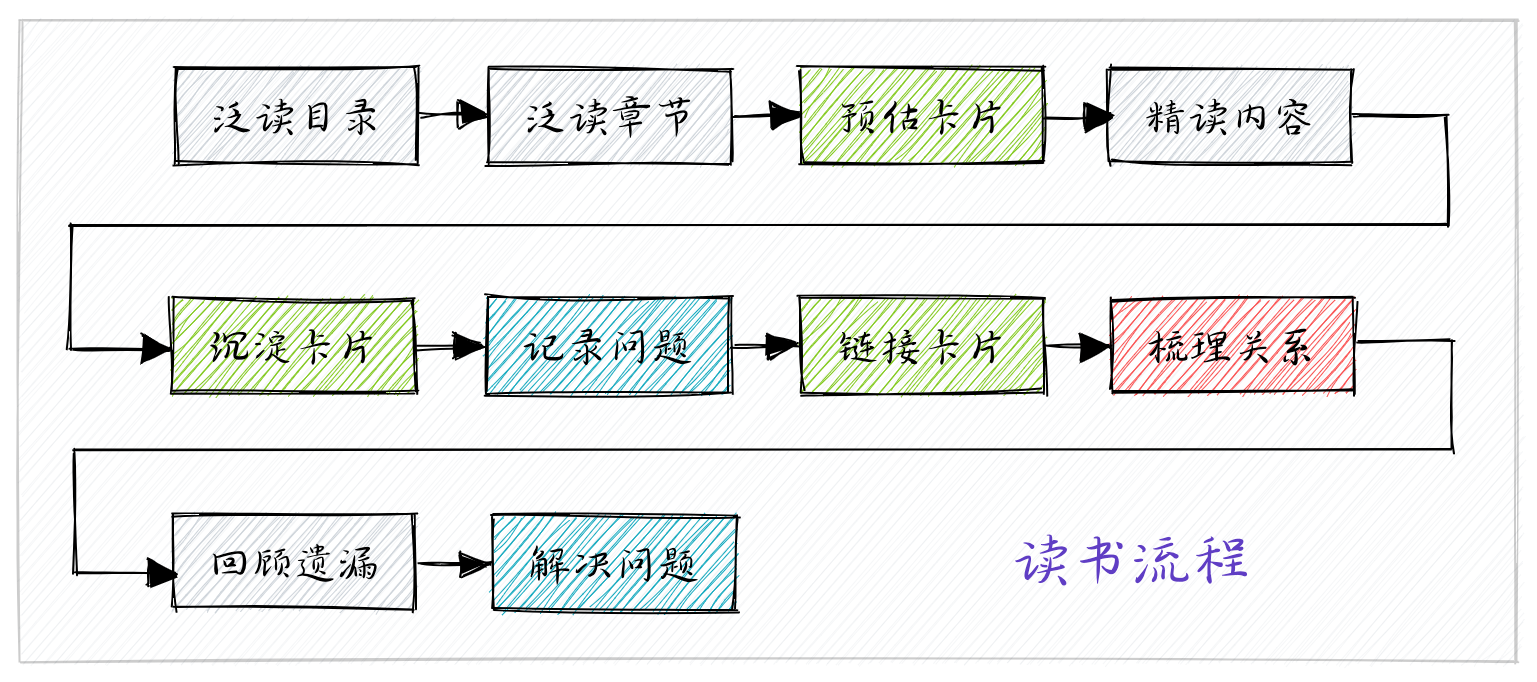 泛读目录
泛读章节
预估卡片
精读内容
沉淀卡片
记录问题
链接卡片
梳理关系
回顾遗漏
解决问题
读书流程